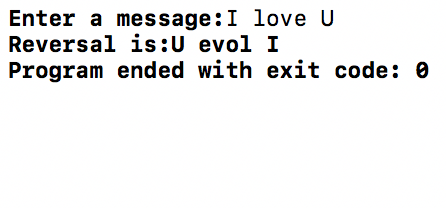 Enter a message:I love U
Reversal is:U evol I
Program ended with exit code: 0